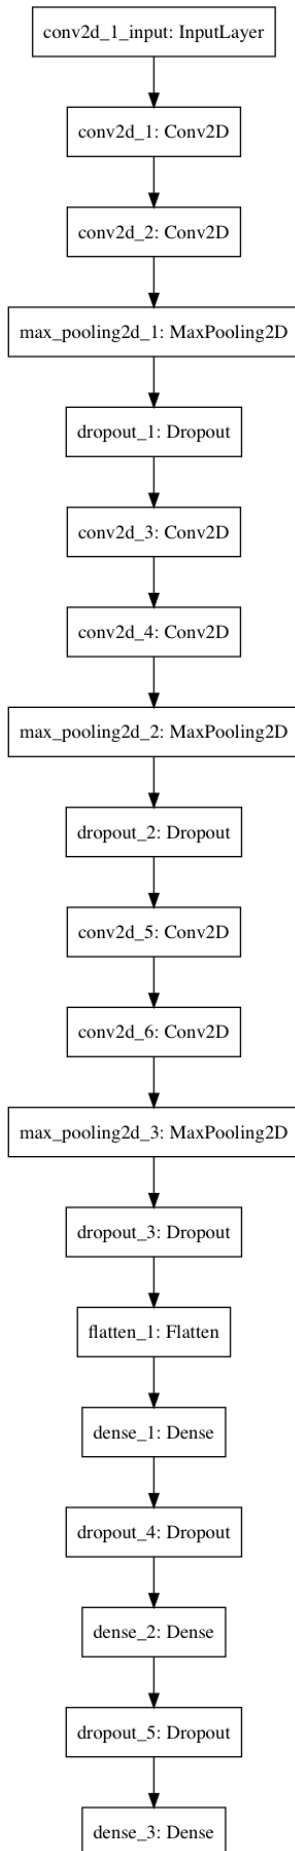 conv2d_1_input: InputLayer
conv2d_1: Conv2D
conv2d_2: Conv2D
max_pooling2d_1: MaxPooling2D
dropout_1: Dropout
conv2d_3: Conv2D
conv2d_4: Conv2D
max_pooling2d_2: MaxPooling2D
dropout_2: Dropout
conv2d_5: Conv2D
conv2d_6: Conv2D
max_pooling2d_3: MaxPooling2D
dropout_3: Dropout
flatten_1: Flatten
dense_1: Dense
dropout_4: Dropout
dense_2: Dense
dropout_5: Dropout
dense_3: Dense